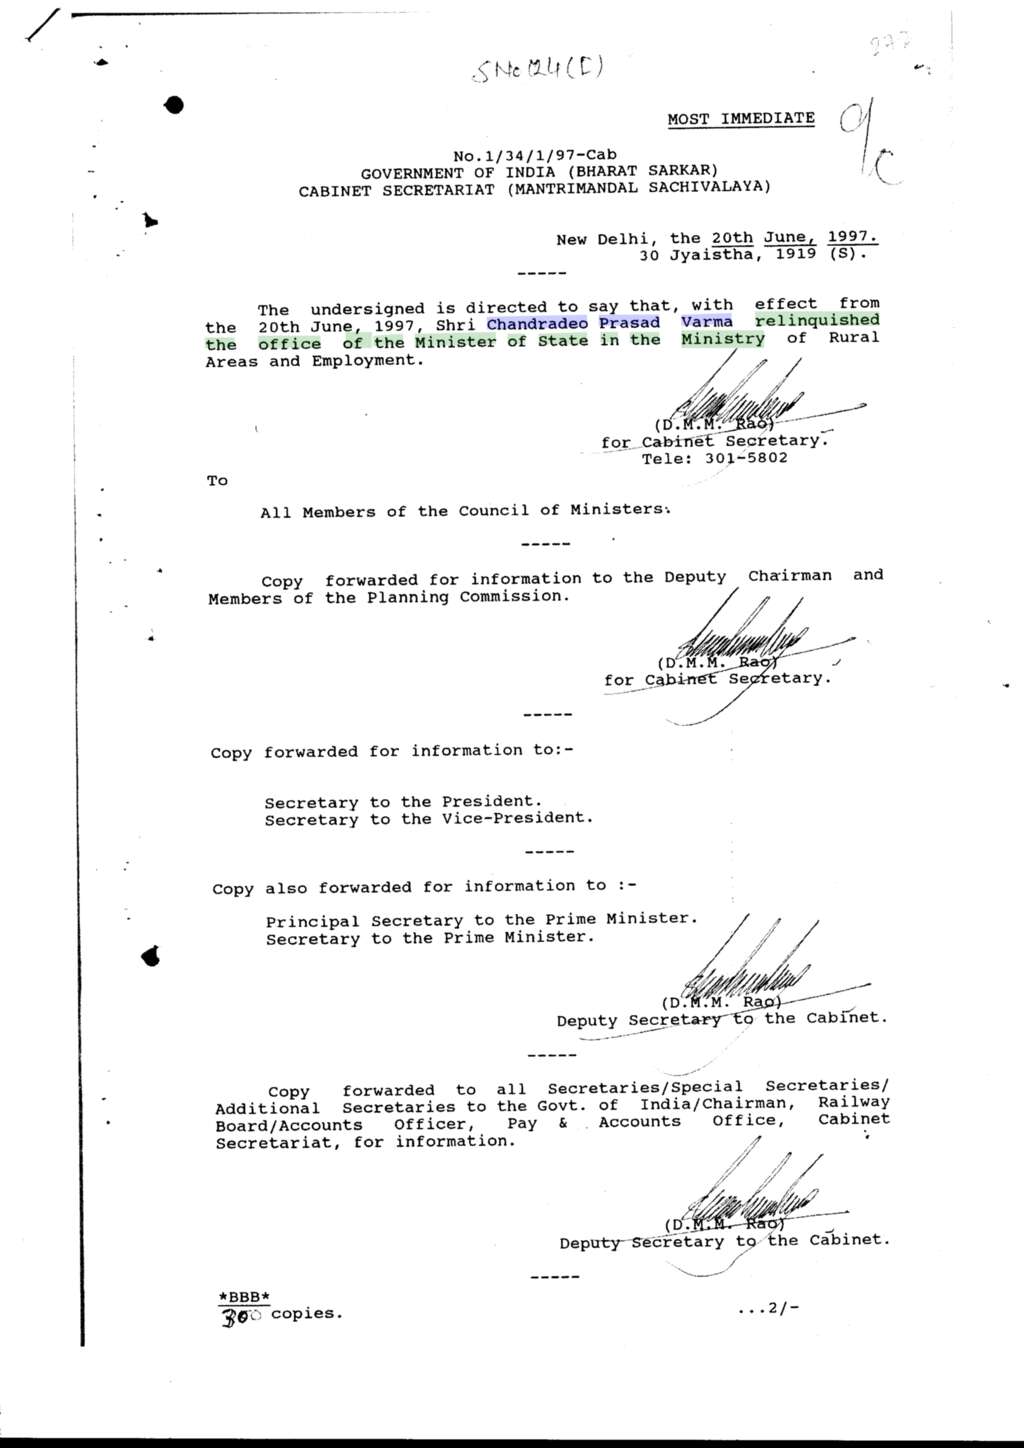 S No 124 (I)
277
MOST IMMEDIATE
O/c
No.1/34/1/97-Cab
GOVERNMENT OF INDIA (BHARAT SARKAR)
CABINET SECRETARIAT (MANTRIMANDAL SACHIVALAYA)
New Delhi, the 20th June, 1997.
30 Jyaistha, 1919 (S).
-----
The undersigned is directed to say that, with effect from
the 20th June, 1997, Shri Chandradeo Prasad Varma relinquished
the office of the Minister of State in the Ministry of Rural
Areas and Employment.
(D.M.M. Rao)
for Cabinet Secretary.
Tele: 301-5802
To
All Members of the Council of Ministers.
-----
Copy forwarded for information to the Deputy Chairman and
Members of the Planning Commission.
(D.M.M. Rao)
for Cabinet Secretary.
-----
Copy forwarded for information to:-
Secretary to the President.
Secretary to the Vice-President.
-----
Copy also forwarded for information to :-
Principal Secretary to the Prime Minister.
Secretary to the Prime Minister.
(D.M.M. Rao)
Deputy Secretary to the Cabinet.
-----
Copy forwarded to all Secretaries/Special Secretaries/
Additional Secretaries to the Govt. of India/Chairman, Railway
Board/Accounts Officer, Pay & Accounts Office, Cabinet
Secretariat, for information.
(D.M.M. Rao)
Deputy Secretary to the Cabinet.
-----
*BBB*
300 copies.
...2/-